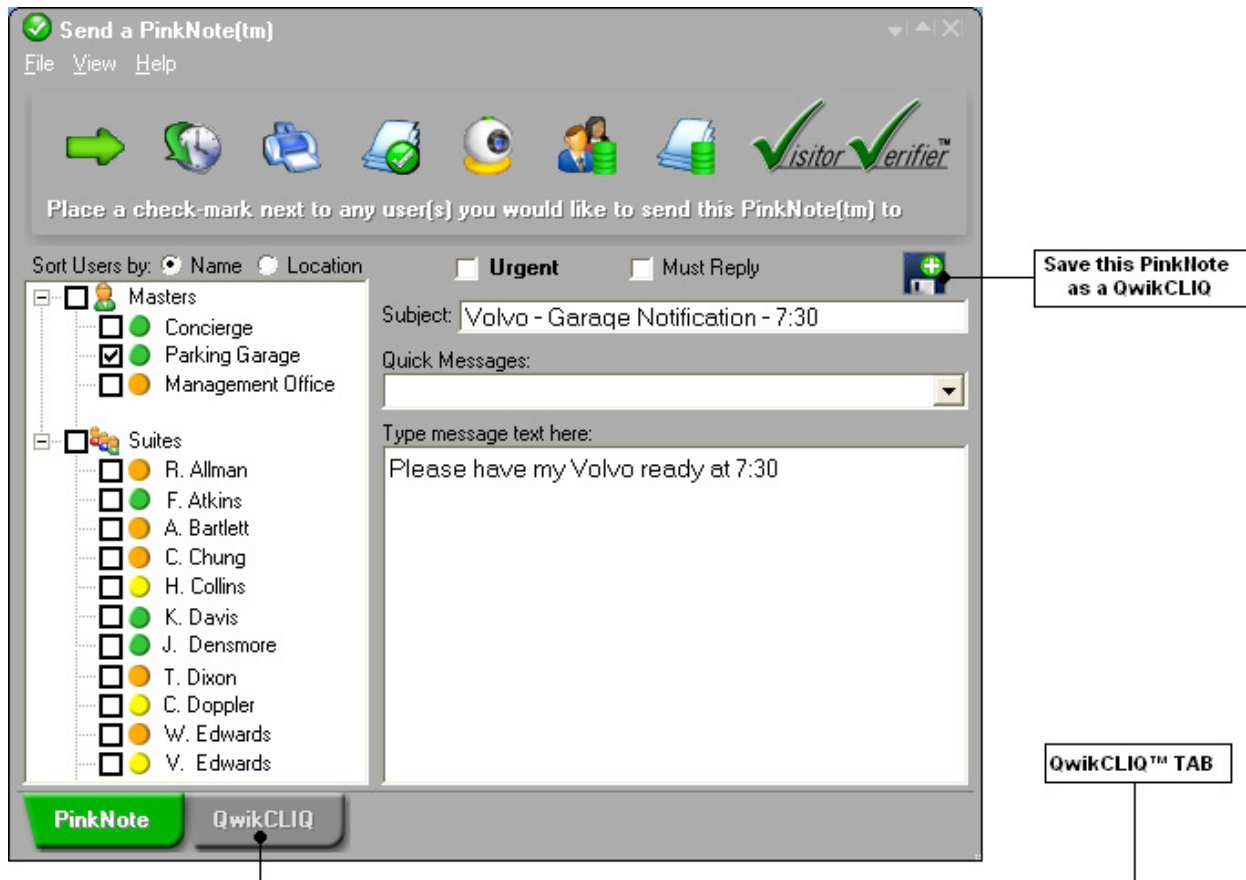 Send a PinkNote(tm)
File View Help
Visitor Verifier™
Place a check-mark next to any user(s) you would like to send this PinkNote(tm) to
Sort Users by: Name Location
Urgent Must Reply
Save this PinkNote
as a QwikCLIQ
Masters
Concierge
Parking Garage
Management Office
Suites
R. Allman
F. Atkins
A. Bartlett
C. Chung
H. Collins
K. Davis
J. Densmore
T. Dixon
C. Doppler
W. Edwards
V. Edwards
Subject: Volvo - Garage Notification - 7:30
Quick Messages:
Type message text here:
Please have my Volvo ready at 7:30
QwikCLIQ™ TAB
PinkNote QwikCLIQ